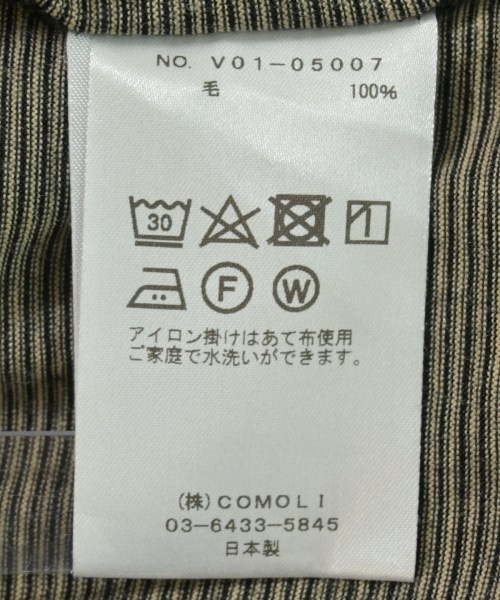 NO. V01-05007
毛 100%
30
F W
アイロン掛けはあて布使用
ご家庭で水洗いができます。
(株)COMOLI
03-6433-5845
日本製